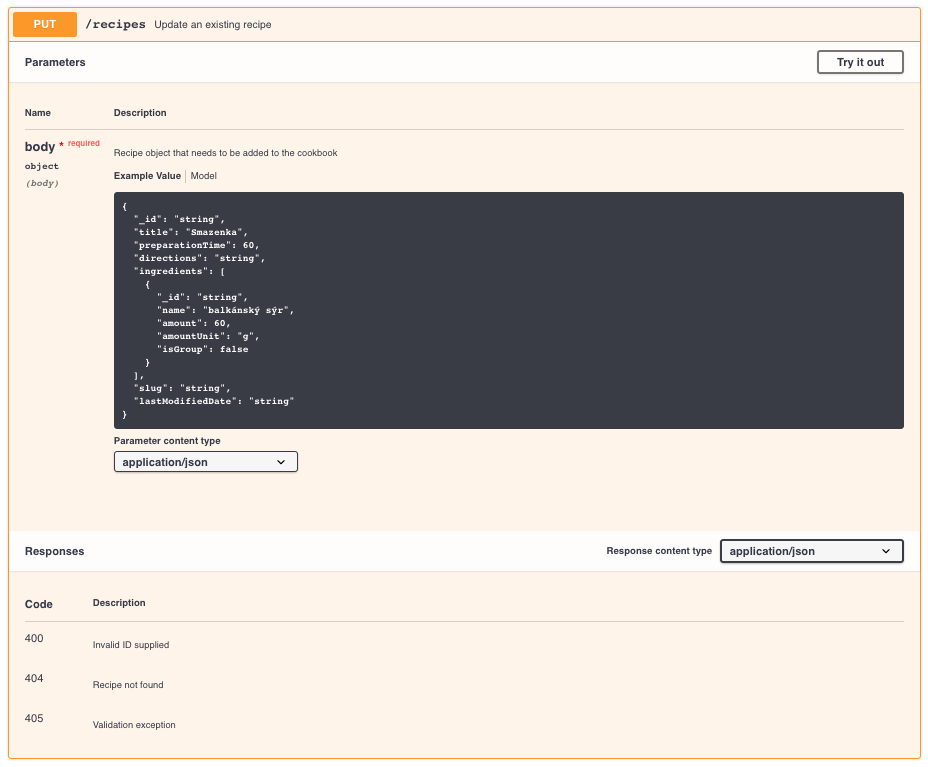 PUT /recipes Update an existing recipe
Parameters
Try it out
Name Description
body * required
object
(body)
Recipe object that needs to be added to the cookbook
Example Value Model
{
"_id": "string",
"title": "Smazenka",
"preparationTime": 60,
"directions": "string",
"ingredients": [
{
"_id": "string",
"name": "balkánský sýr",
"amount": 60,
"amountUnit": "g",
"isGroup": false
}
],
"slug": "string",
"lastModifiedDate": "string"
}
Parameter content type
application/json
Responses
Response content type application/json
Code Description
400 Invalid ID supplied
404 Recipe not found
405 Validation exception